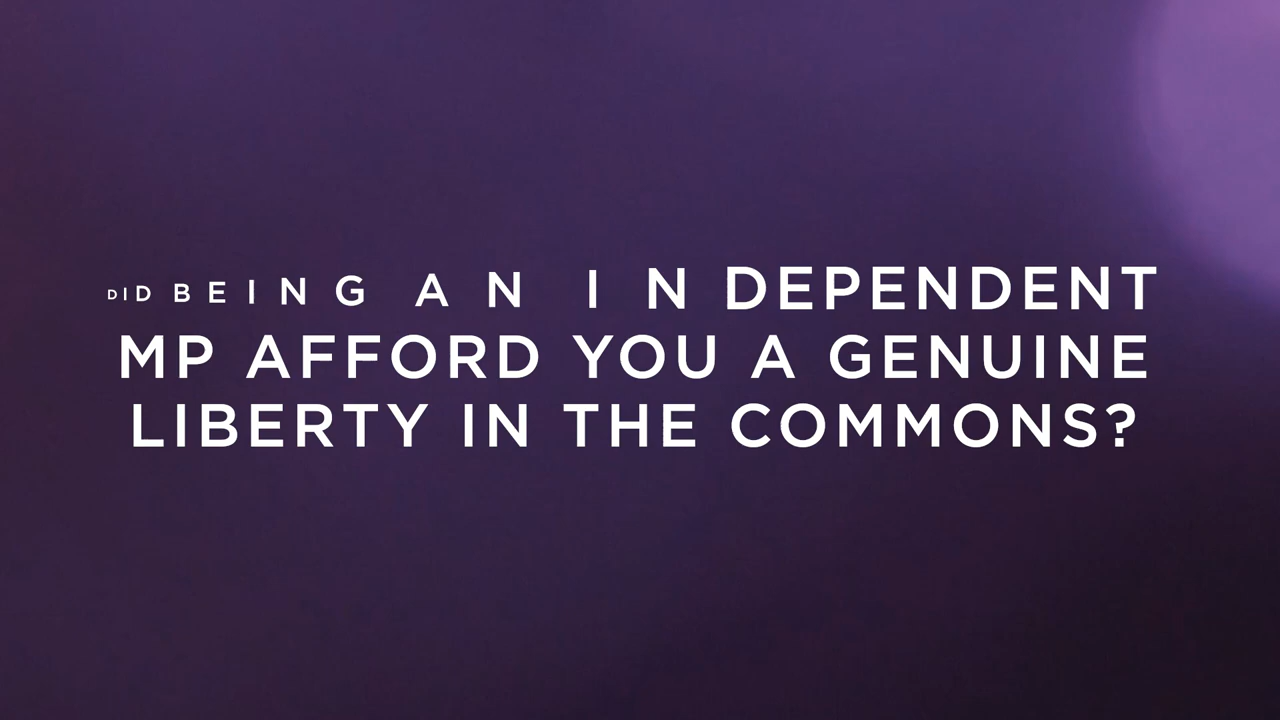 DID BEING AN INDEPENDENT
MP AFFORD YOU A GENUINE
LIBERTY IN THE COMMONS?